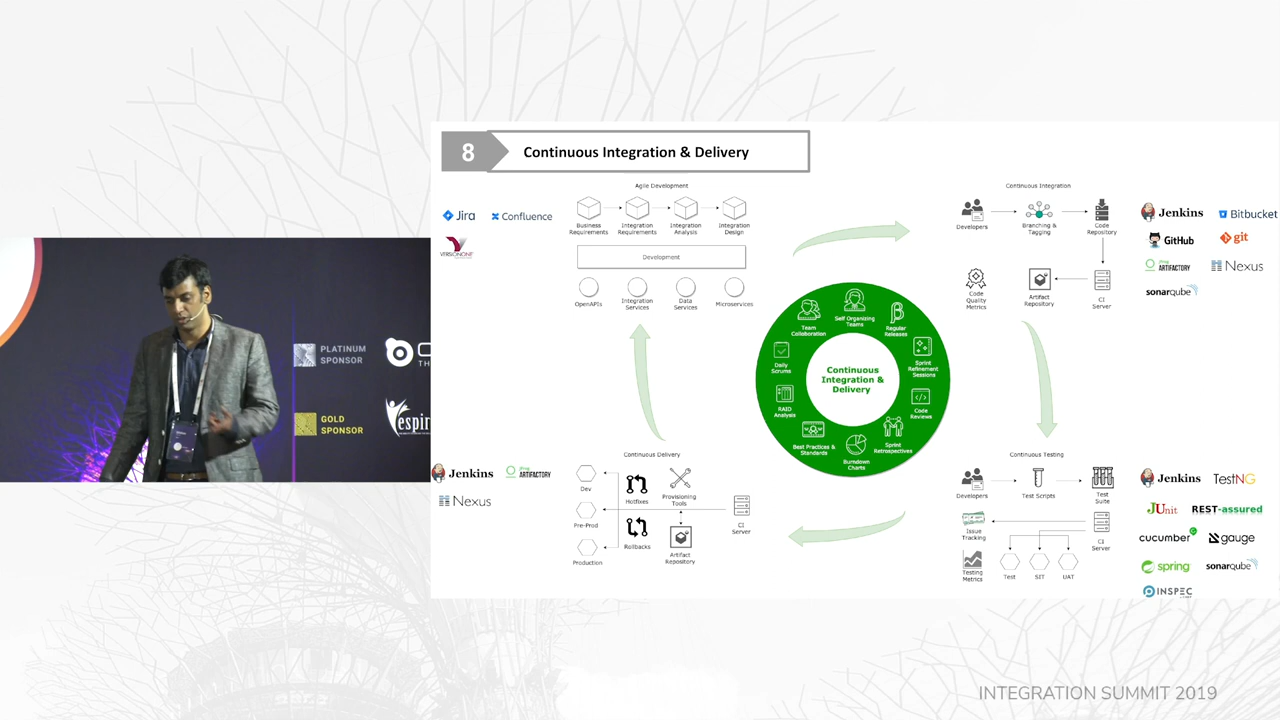 8
Continuous Integration & Delivery
Agile Development
Jira
Confluence
VERSIONONE
Business
Requirements
Integration
Requirements
Integration
Analysis
Integration
Design
Development
OpenAPIs
Integration
Services
Data
Services
Microservices
Continuous Integration
Developers
Branching &
Tagging
Code
Repository
Code
Quality
Metrics
Artifact
Repository
CI
Server
Jenkins
Bitbucket
GitHub
git
ARTIFACTORY
Nexus
sonarqube
Team
Collaboration
Self Organizing
Teams
Regular
Releases
Daily
Scrums
Sprint
Refinement
Sessions
Continuous
Integration &
Delivery
RAID
Analysis
Code
Reviews
Best Practices &
Standards
Burndown
Charts
Sprint
Retrospectives
PLATINUM
SPONSOR
GOLD
SPONSOR
Continuous Delivery
Jenkins
ARTIFACTORY
Nexus
Dev
Pre-Prod
Production
Hotfixes
Rollbacks
Provisioning
Tools
Artifact
Repository
CI
Server
Continuous Testing
Developers
Test Scripts
Test
Suite
Issue
Tracking
CI
Server
Testing
Metrics
Test
SIT
UAT
Jenkins
TestNG
JUnit
REST-assured
cucumber
gauge
spring
sonarqube
INSPEC
INTEGRATION SUMMIT 2019